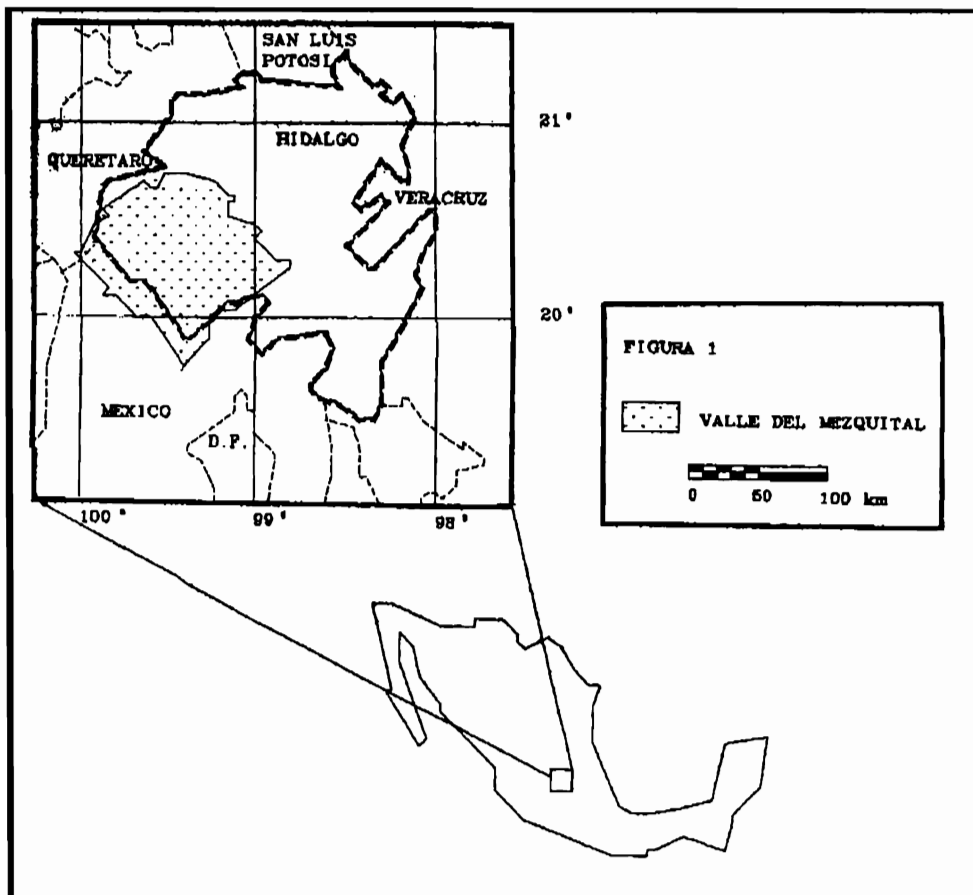 SAN LUIS
POTOSI
21°
HIDALGO
QUERETARO
VERACRUZ
20°
FIGURA 1
VALLE DEL MEZQUITAL
MEXICO
D.F.
0 50 100 km
100° 99° 98°